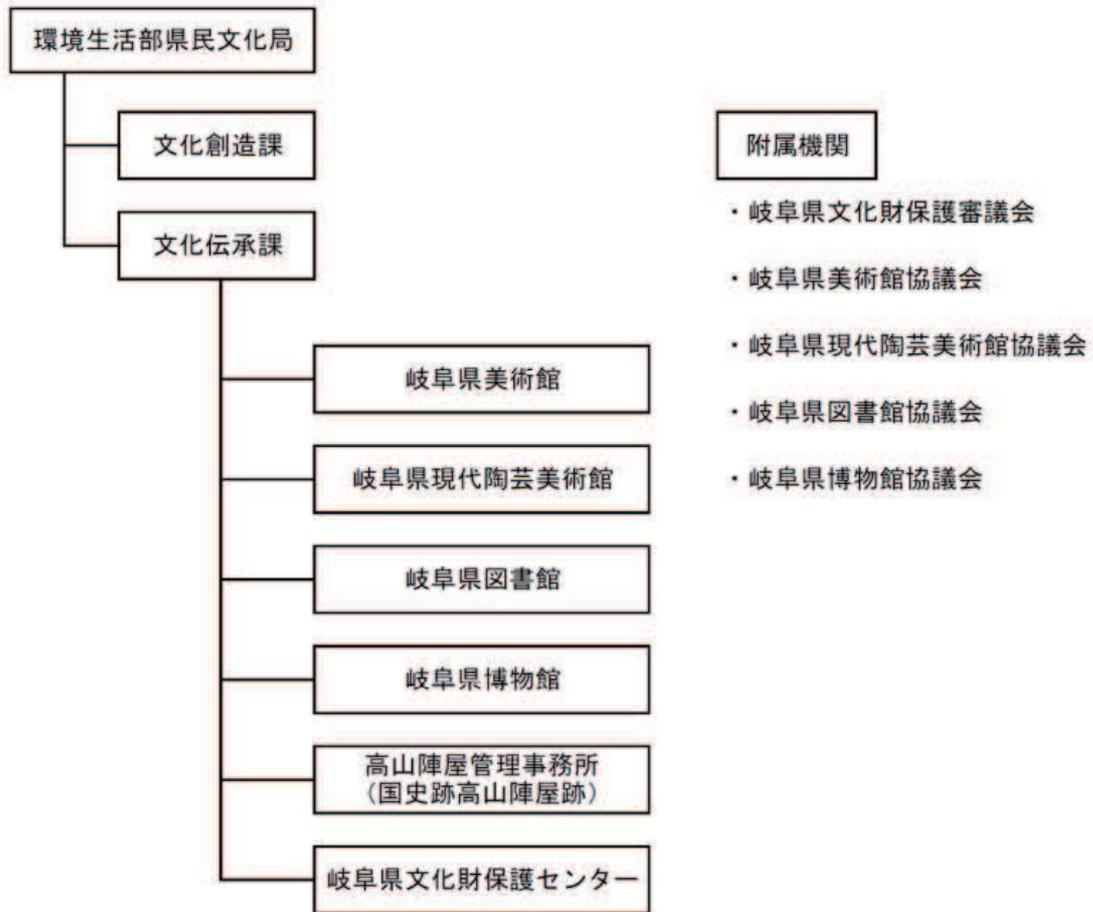 環境生活部県民文化局
文化創造課
文化伝承課
岐阜県美術館
岐阜県現代陶芸美術館
岐阜県図書館
岐阜県博物館
高山陣屋管理事務所
（国史跡高山陣屋跡）
岐阜県文化財保護センター
附属機関
・岐阜県文化財保護審議会
・岐阜県美術館協議会
・岐阜県現代陶芸美術館協議会
・岐阜県図書館協議会
・岐阜県博物館協議会